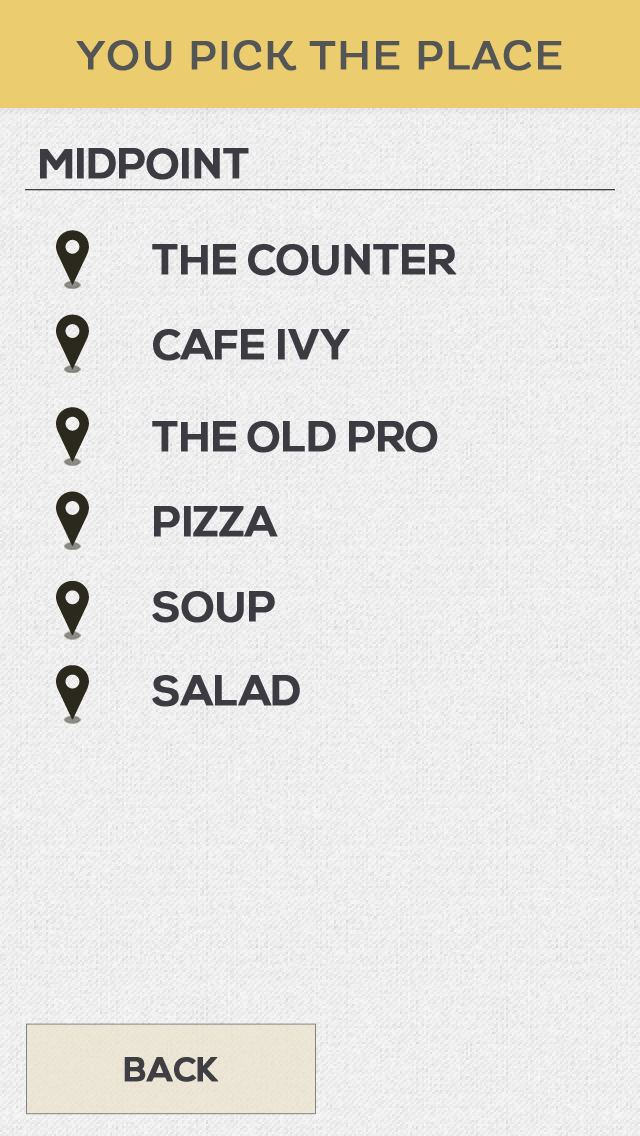 YOU PICK THE PLACE
MIDPOINT
THE COUNTER
CAFE IVY
THE OLD PRO
PIZZA
SOUP
SALAD
BACK